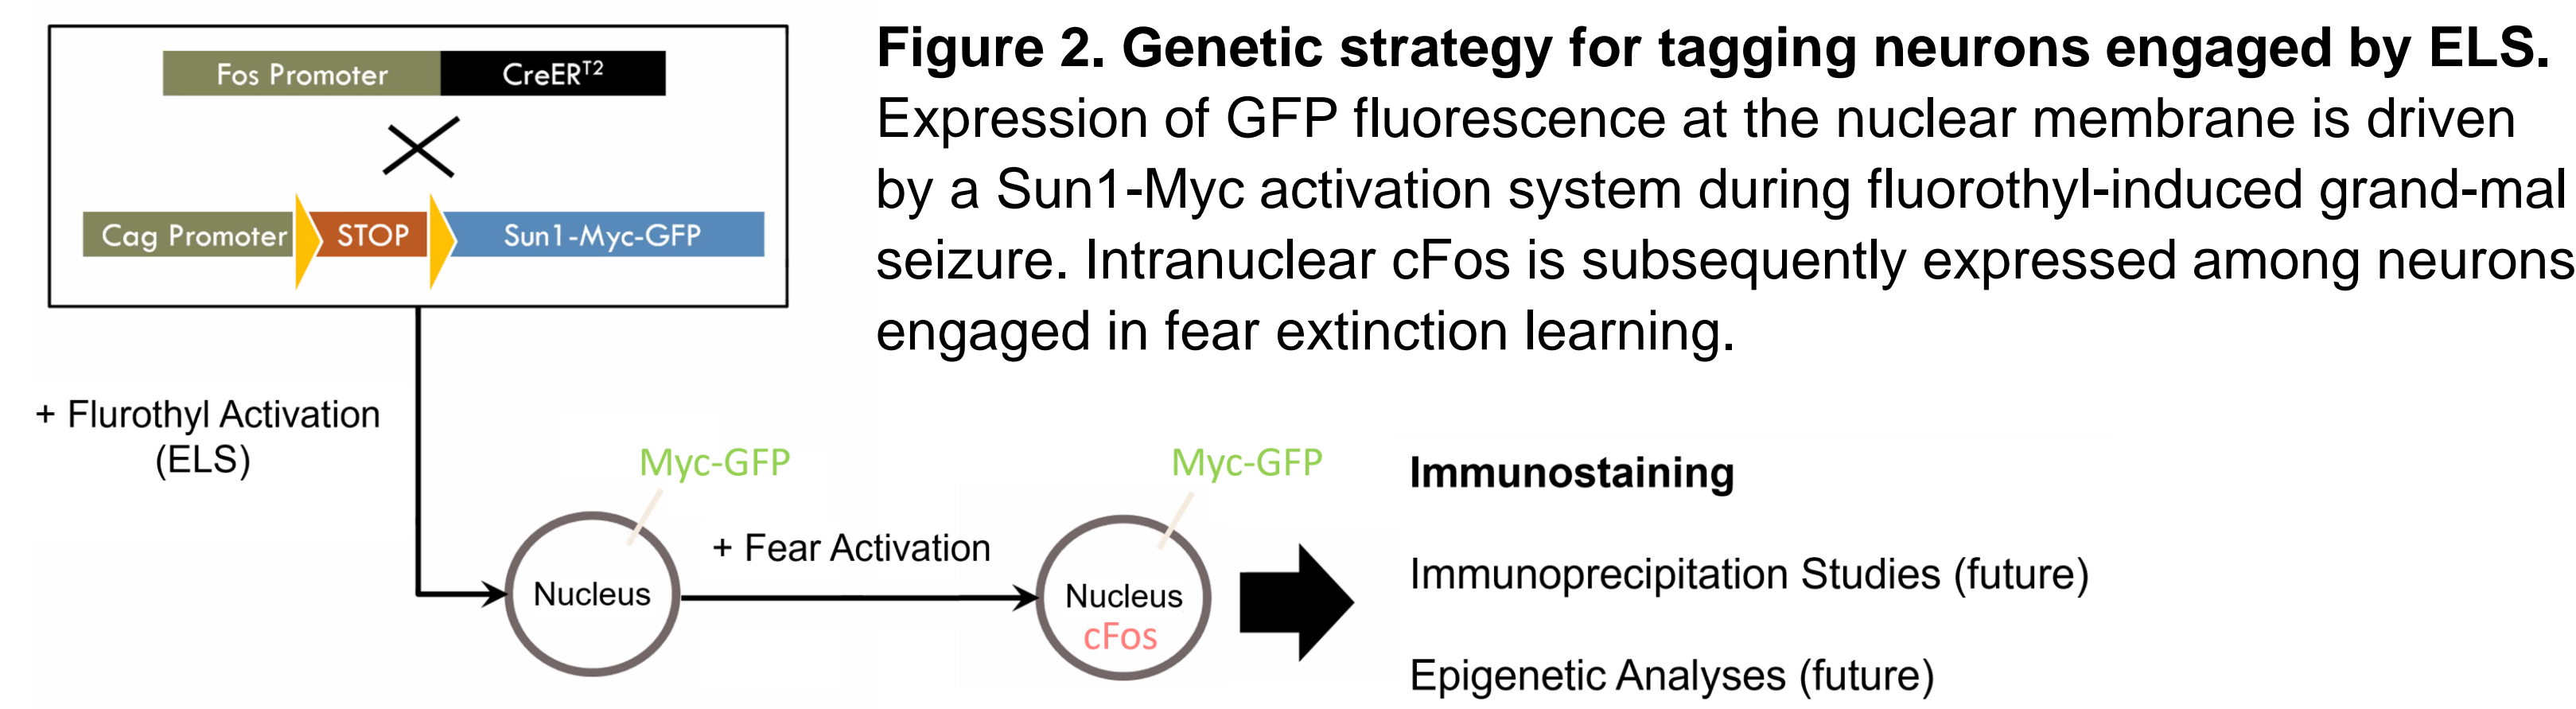 Fos Promoter CreERT2
Cag Promoter STOP Sun1-Myc-GFP
Figure 2. Genetic strategy for tagging neurons engaged by ELS.
Expression of GFP fluorescence at the nuclear membrane is driven
by a Sun1-Myc activation system during fluorothyl-induced grand-mal
seizure. Intranuclear cFos is subsequently expressed among neurons
engaged in fear extinction learning.
+ Flurothyl Activation
(ELS)
Myc-GFP
Nucleus
+ Fear Activation
Myc-GFP
Nucleus
cFos
Immunostaining
Immunoprecipitation Studies (future)
Epigenetic Analyses (future)